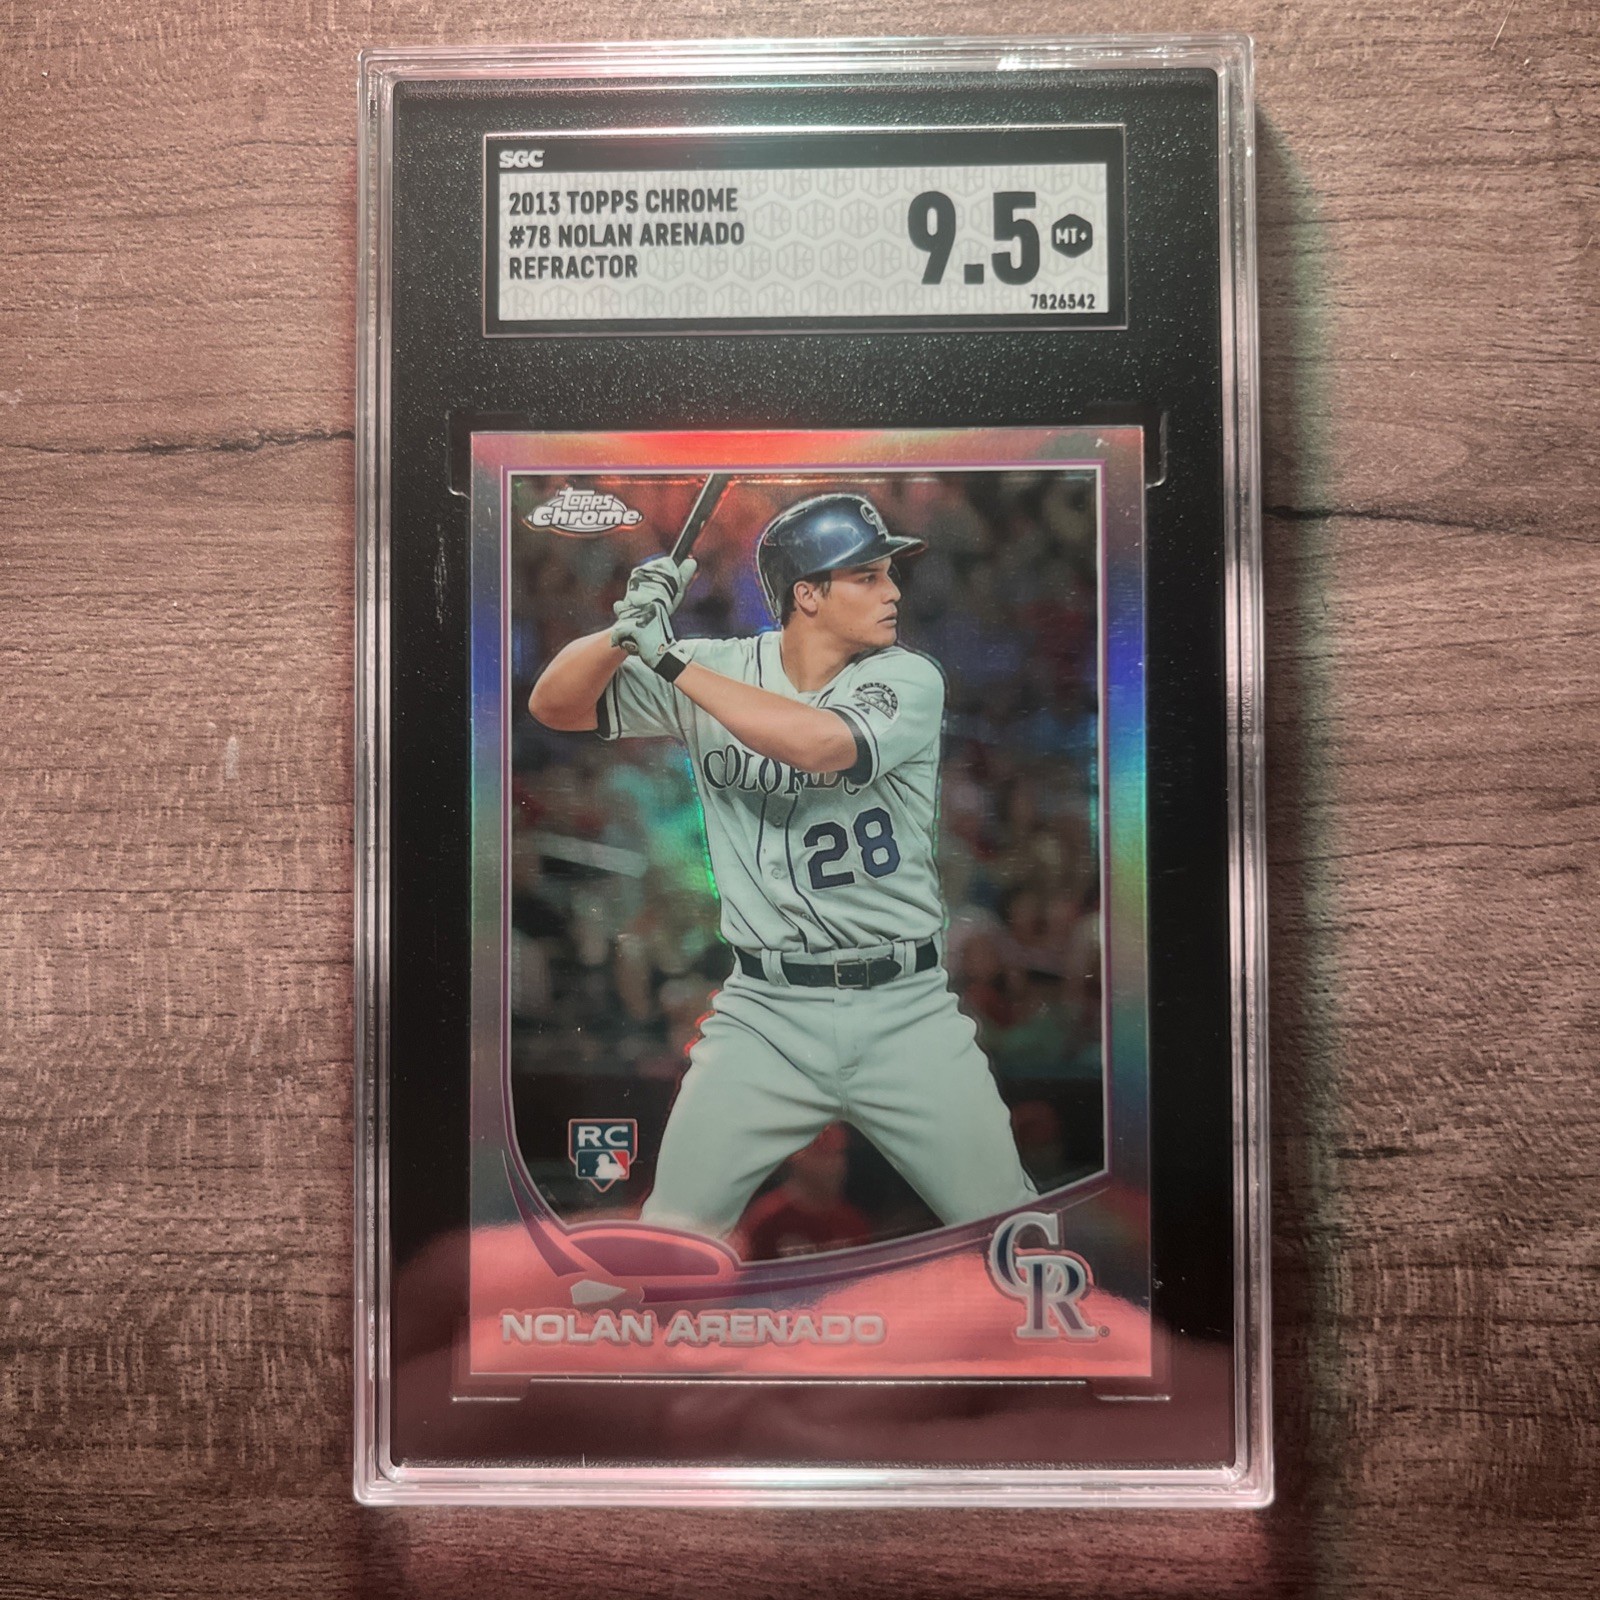 SGC
2013 TOPPS CHROME
#78 NOLAN ARENADO
REFRACTOR
9.5 MT+
7826542
topps
Chrome
COLORADO
28
RC
NOLAN ARENADO
CR